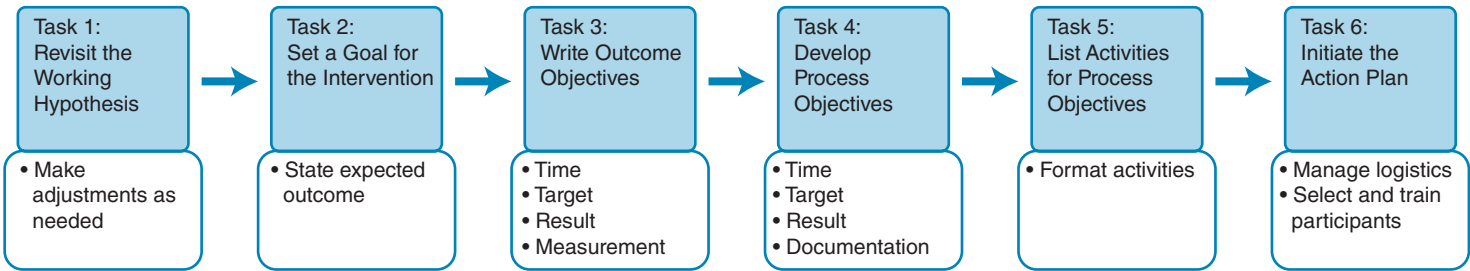 Task 1:
Revisit the
Working
Hypothesis
• Make
adjustments as
needed
Task 2:
Set a Goal for
the Intervention
• State expected
outcome
Task 3:
Write Outcome
Objectives
• Time
• Target
• Result
• Measurement
Task 4:
Develop
Process
Objectives
• Time
• Target
• Result
• Documentation
Task 5:
List Activities
for Process
Objectives
• Format activities
Task 6:
Initiate the
Action Plan
• Manage logistics
• Select and train
participants